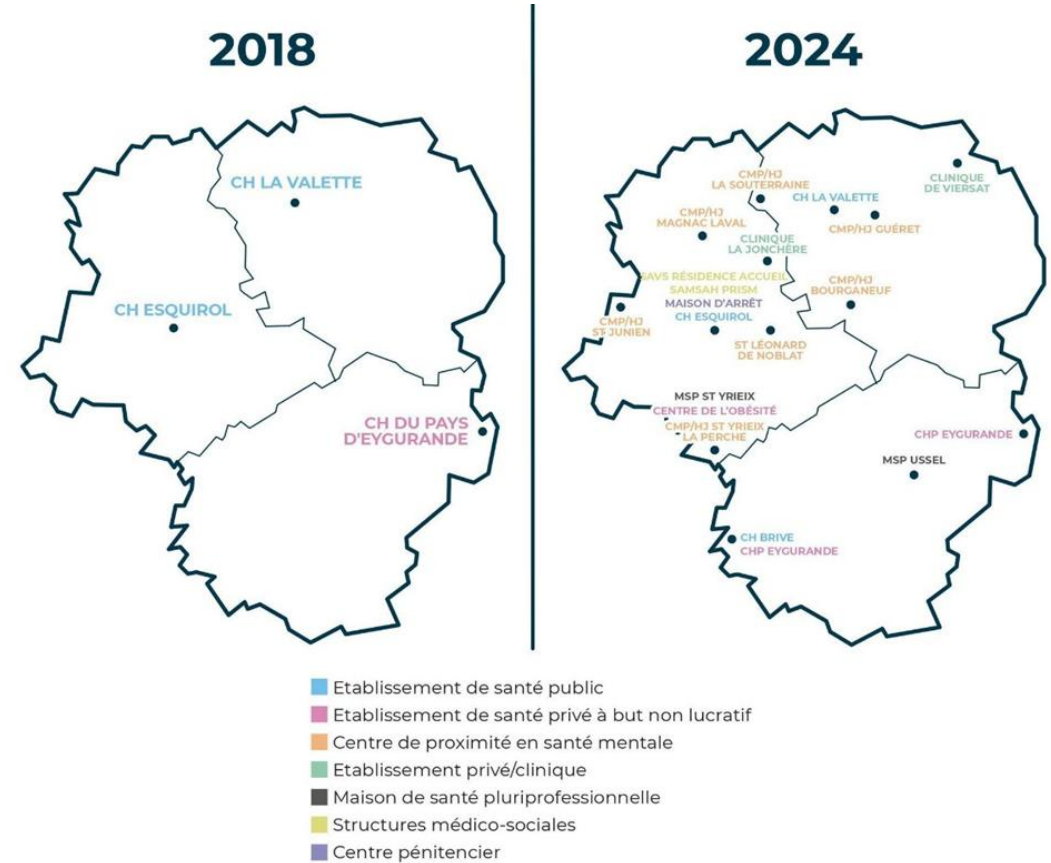 2018
CH LA VALETTE
CH ESQUIROL
CH DU PAYS
D'EYGURANDE
2024
CLINIQUE
DE VIERSAT
CMP/HJ
LA SOUTERRAINE
CH LA VALETTE
CMP/HJ GUÉRET
CMP/HJ
MAGNAC LAVAL
CLINIQUE
LA JONCHÈRE
SAVS RÉSIDENCE ACCUEIL
SAMSAH PRISM
MAISON D'ARRÊT
CH ESQUIROL
CMP/HJ
BOURGANEUF
CMP/HJ
ST JUNIEN
ST LÉONARD
DE NOBLAT
MSP ST YRIEIX
CENTRE DE L'OBÉSITÉ
CMP/HJ ST YRIEIX
LA PERCHE
CHP EYGURANDE
MSP USSEL
CH BRIVE
CHP EYGURANDE
Etablissement de santé public
Etablissement de santé privé à but non lucratif
Centre de proximité en santé mentale
Etablissement privé/clinique
Maison de santé pluriprofessionnelle
Structures médico-sociales
Centre pénitencier